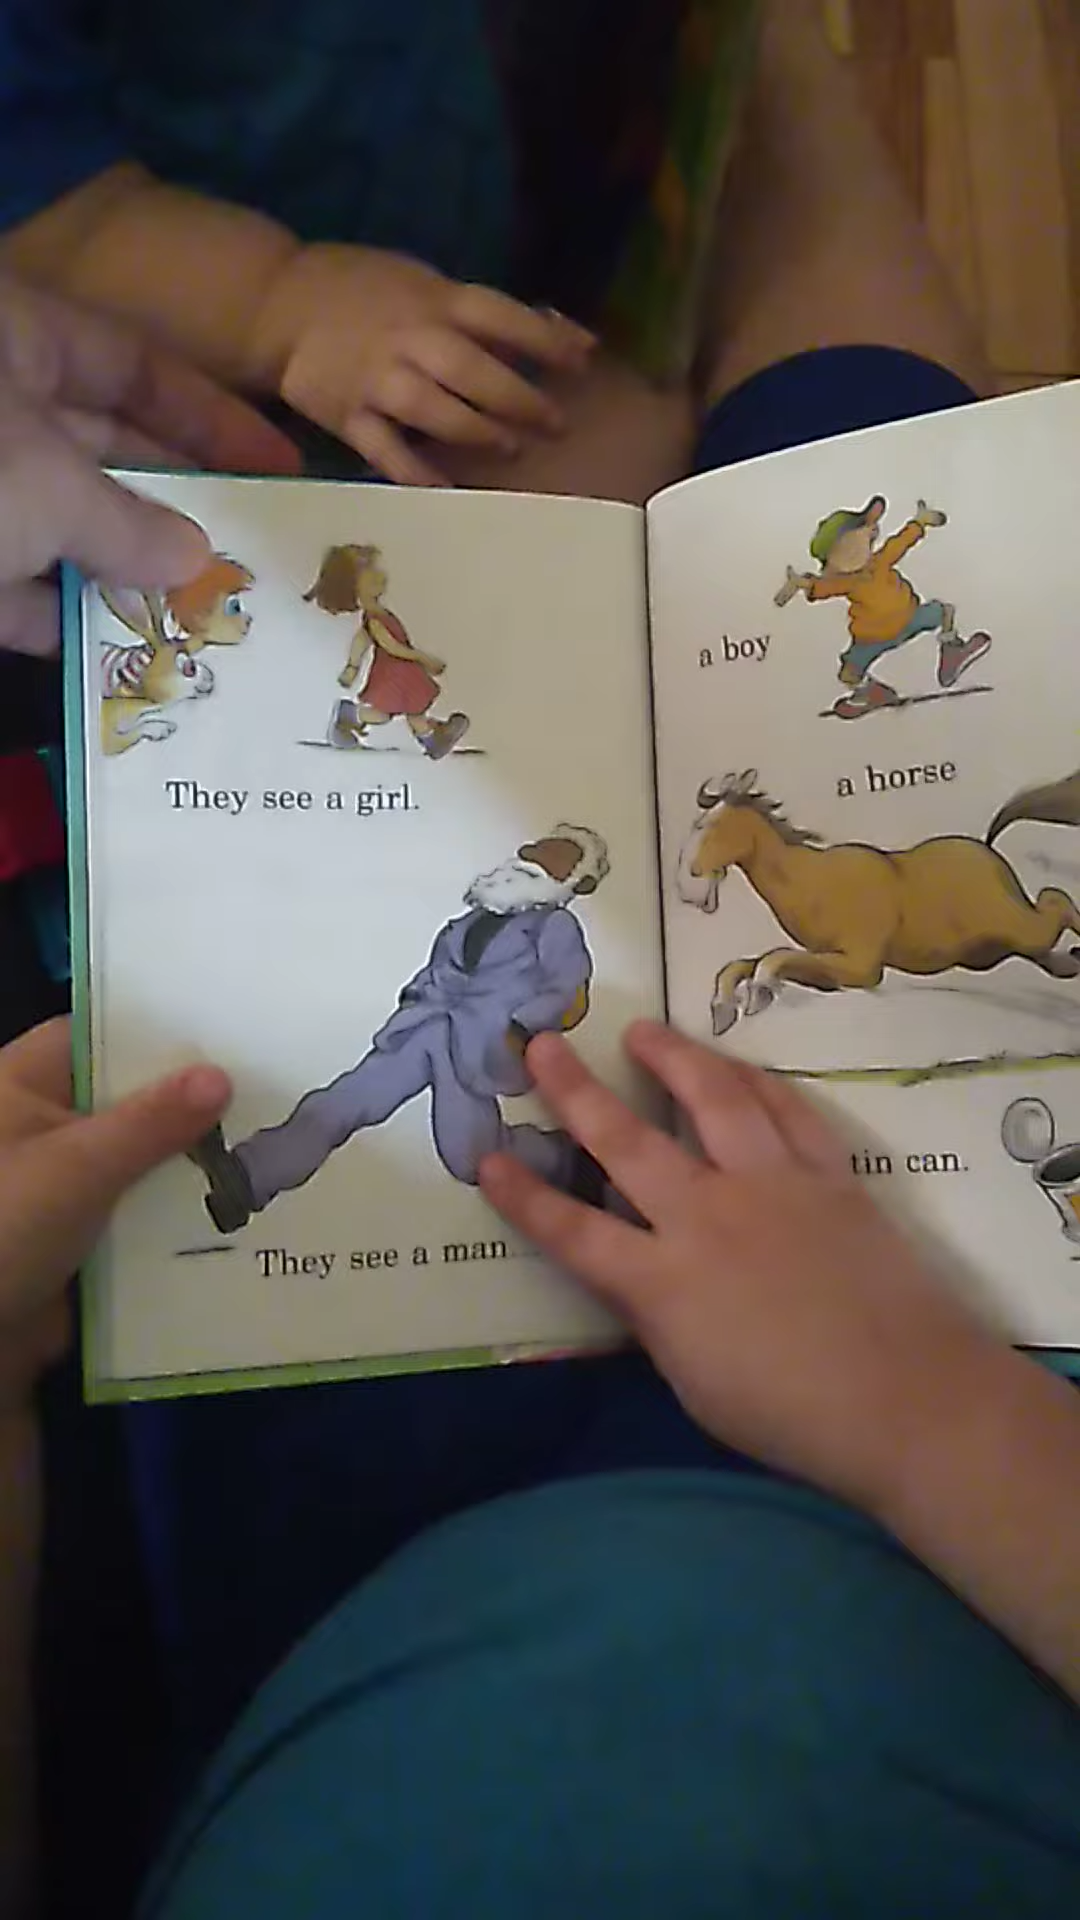 They see a girl.
They see a man
a boy
a horse
tin can.